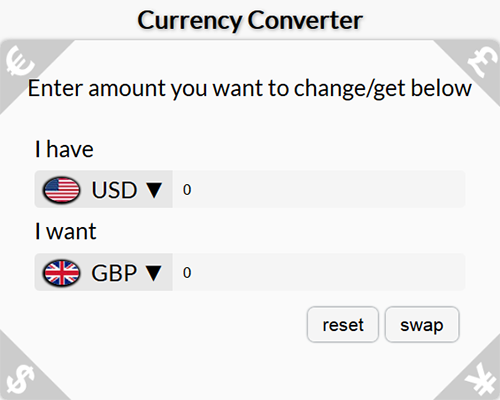 Currency Converter
€ £
Enter amount you want to change/get below
I have
USD ▼ 0
I want
GBP ▼ 0
reset swap
$ ¥